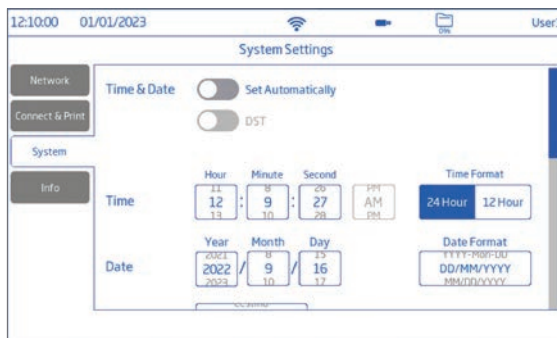 12:10:00 01/01/2023 0% User
System Settings
Network
Connect & Print
System
Info
Time & Date Set Automatically
DST
Hour Minute Second Time Format
11 8 26 PM
Time 12 : 9 : 27 AM 24 Hour 12 Hour
13 10 28 PM
Year Month Day Date Format
2021 8 15 YYYY-Mon-DD
Date 2022 / 9 / 16 DD/MM/YYYY
2023 10 17 MM/DD/YYYY